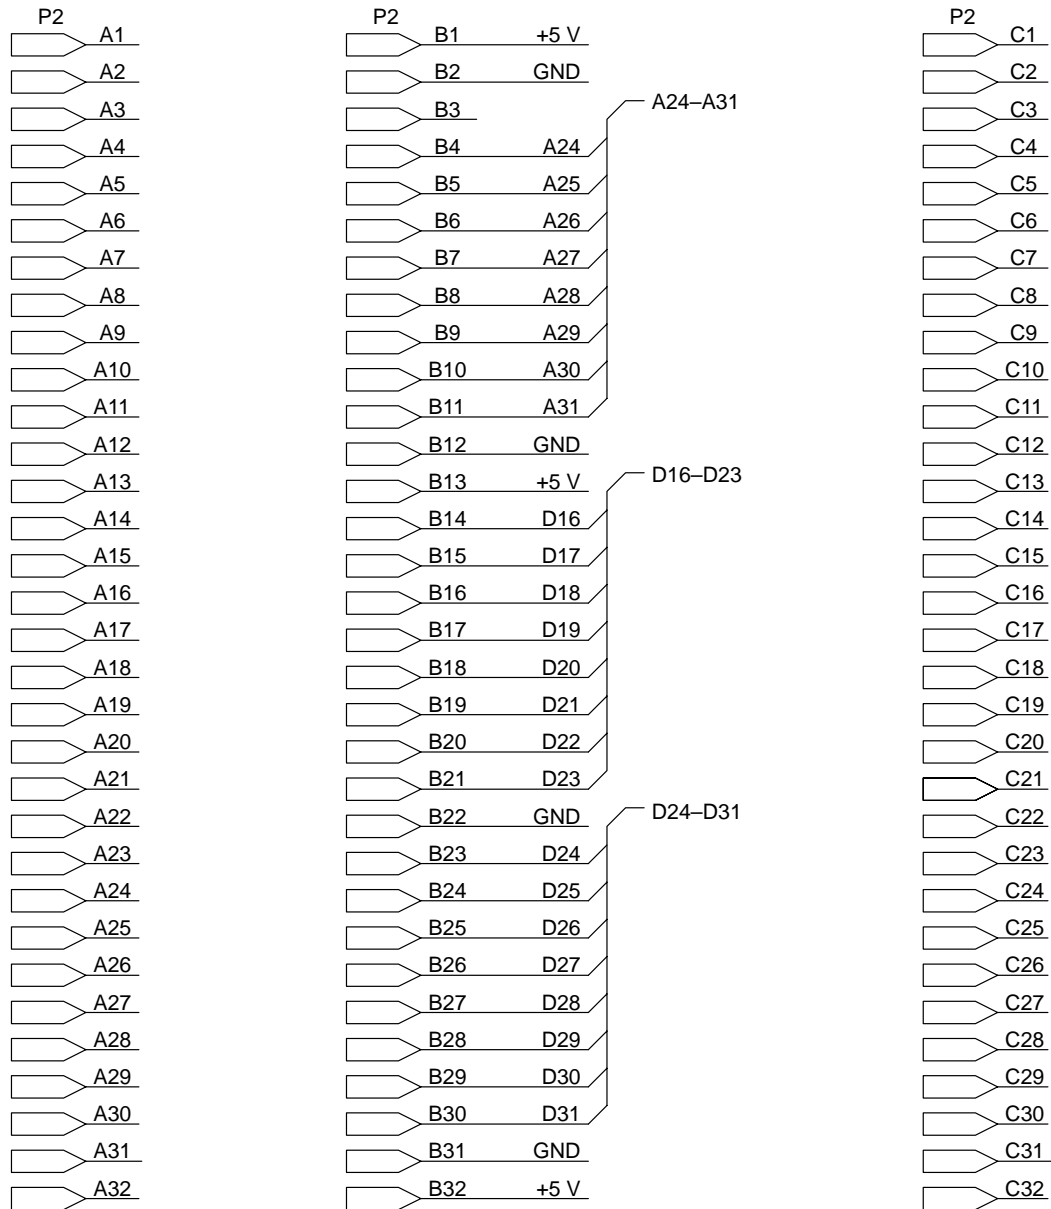 P2 P2 P2
A1 B1 +5 V C1
A2 B2 GND C2
A24–A31
A3 B3 C3
A4 B4 A24 C4
A5 B5 A25 C5
A6 B6 A26 C6
A7 B7 A27 C7
A8 B8 A28 C8
A9 B9 A29 C9
A10 B10 A30 C10
A11 B11 A31 C11
A12 B12 GND C12
D16–D23
A13 B13 +5 V C13
A14 B14 D16 C14
A15 B15 D17 C15
A16 B16 D18 C16
A17 B17 D19 C17
A18 B18 D20 C18
A19 B19 D21 C19
A20 B20 D22 C20
A21 B21 D23 C21
D24–D31
A22 B22 GND C22
A23 B23 D24 C23
A24 B24 D25 C24
A25 B25 D26 C25
A26 B26 D27 C26
A27 B27 D28 C27
A28 B28 D29 C28
A29 B29 D30 C29
A30 B30 D31 C30
A31 B31 GND C31
A32 B32 +5 V C32